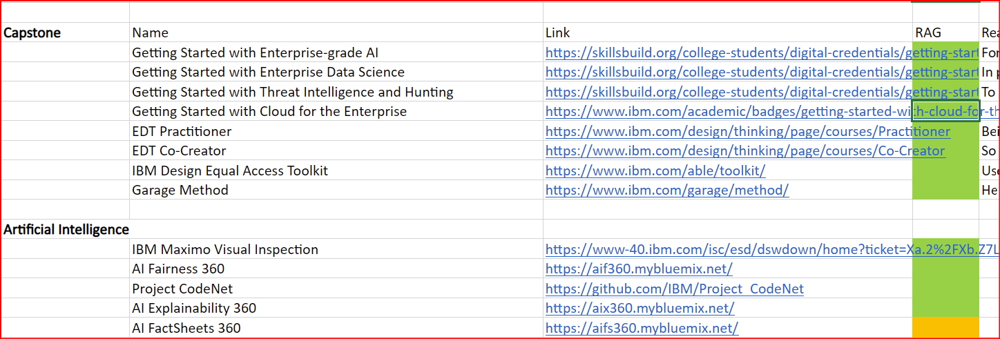 Capstone Name Link RAG Rea
Getting Started with Enterprise-grade AI https://skillsbuild.org/college-students/digital-credentials/getting-start For
Getting Started with Enterprise Data Science https://skillsbuild.org/college-students/digital-credentials/getting-start In p
Getting Started with Threat Intelligence and Hunting https://skillsbuild.org/college-students/digital-credentials/getting-start To
Getting Started with Cloud for the Enterprise https://www.ibm.com/academic/badges/getting-started-with-cloud-for-th
EDT Practitioner https://www.ibm.com/design/thinking/page/courses/Practitioner Bei
EDT Co-Creator https://www.ibm.com/design/thinking/page/courses/Co-Creator So
IBM Design Equal Access Toolkit https://www.ibm.com/able/toolkit/ Use
Garage Method https://www.ibm.com/garage/method/ He
Artificial Intelligence
IBM Maximo Visual Inspection https://www-40.ibm.com/isc/esd/dswdown/home?ticket=Xa.2%2FXb.Z7L
AI Fairness 360 https://aif360.mybluemix.net/
Project CodeNet https://github.com/IBM/Project_CodeNet
AI Explainability 360 https://aix360.mybluemix.net/
AI FactSheets 360 https://aifs360.mybluemix.net/